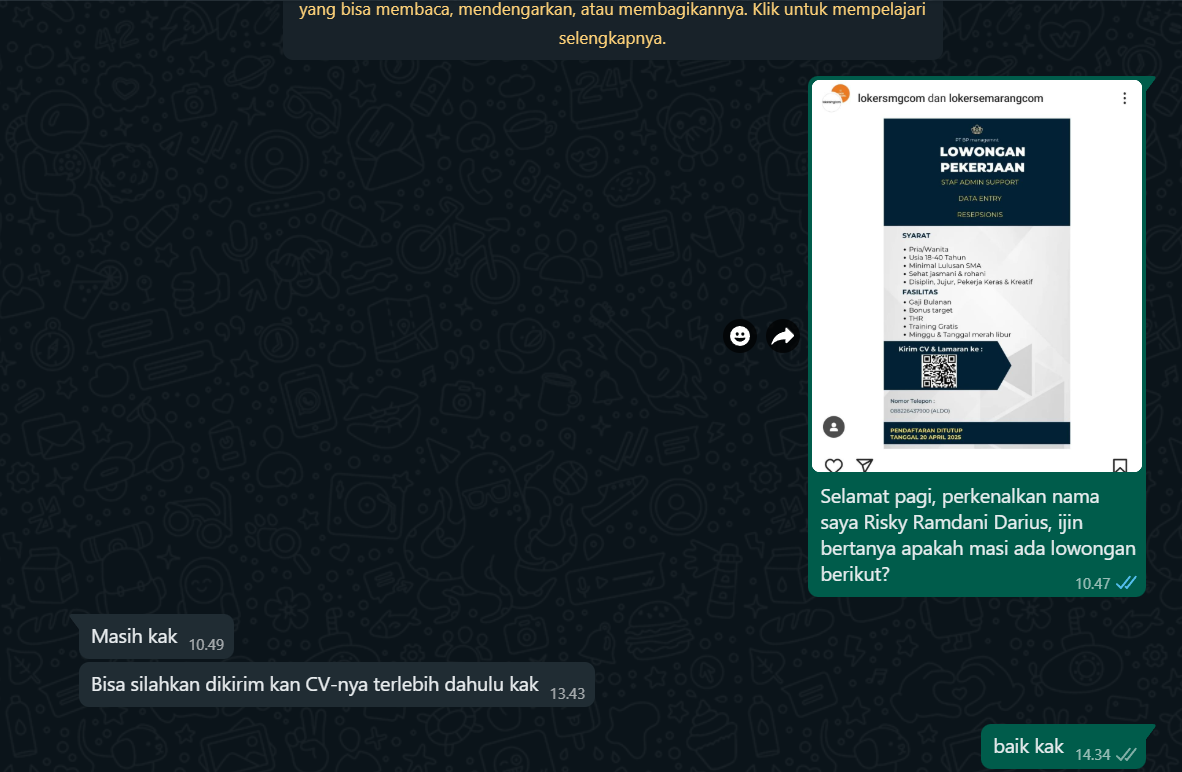 yang bisa membaca, mendengarkan, atau membagikannya. Klik untuk mempelajari
selengkapnya.
lokersmgcom dan lokersemarangcom
PT BP management
LOWONGAN
PEKERJAAN
STAF ADMIN SUPPORT
DATA ENTRY
RESEPSIONIS
SYARAT
• Pria/Wanita
• Usia 18-40 Tahun
• Minimal Lulusan SMA
• Sehat jasmani & rohani
• Disiplin, Jujur, Pekerja Keras & Kreatif
FASILITAS
• Gaji Bulanan
• Bonus target
• THR
• Training Gratis
• Minggu & Tanggal merah libur
Kirim CV & Lamaran ke :
Nomor Telepon :
088226437900 (ALDO)
PENDAFTARAN DITUTUP
TANGGAL 20 APRIL 2025
Selamat pagi, perkenalkan nama
saya Risky Ramdani Darius, ijin
bertanya apakah masi ada lowongan
berikut?
10.47
Masih kak 10.49
Bisa silahkan dikirim kan CV-nya terlebih dahulu kak 13.43
baik kak 14.34